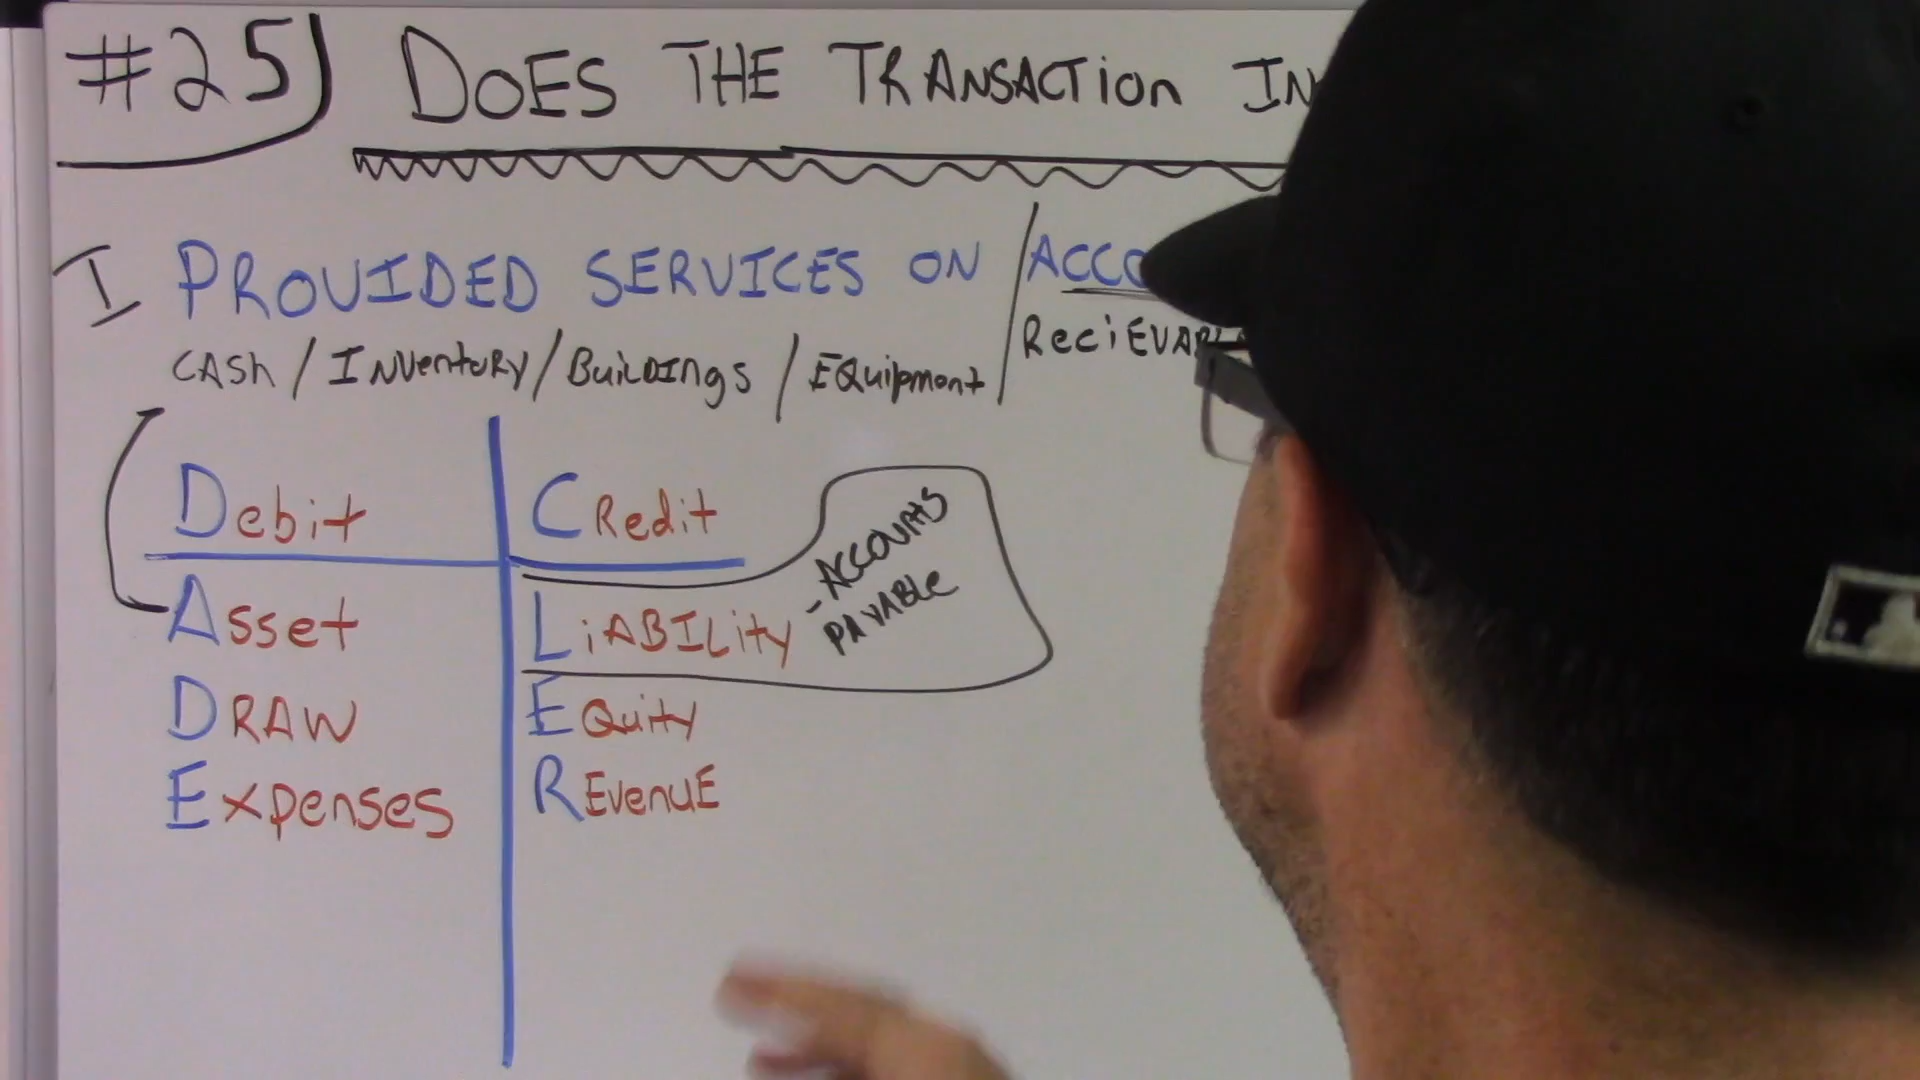 #25) DOES THE TRANSACTION
I PROVIDED SERVICES ON
CASH / INVENTORY / BUILDINGS / EQUIPMENT /
Debit CRedit
Asset LiABILity -ACCOUNTS PAYABLE
DRAW EQuity
Expenses REvenuE